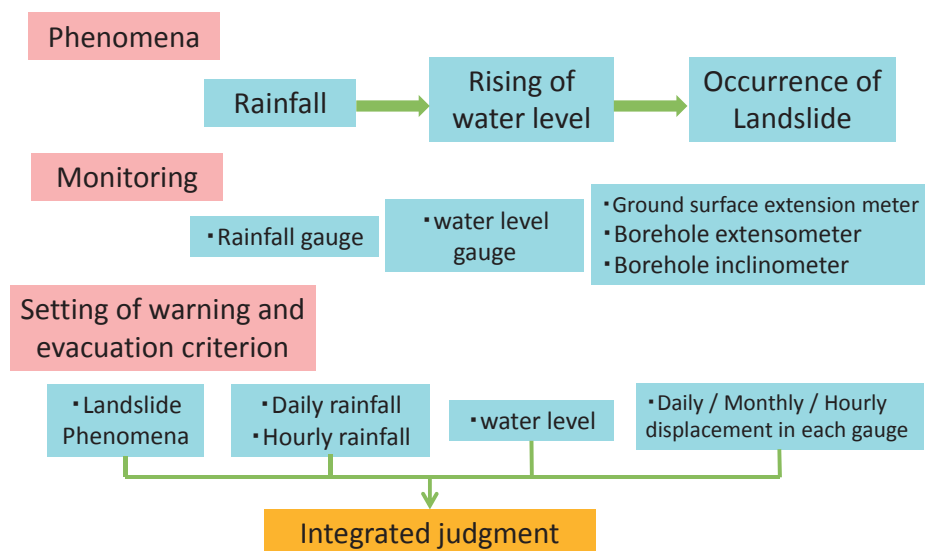 Phenomena
Rainfall
Rising of
water level
Occurrence of
Landslide
Monitoring
・Rainfall gauge
・water level
gauge
・Ground surface extension meter
・Borehole extensometer
・Borehole inclinometer
Setting of warning and
evacuation criterion
・Landslide
Phenomena
・Daily rainfall
・Hourly rainfall
・water level
・Daily / Monthly / Hourly
displacement in each gauge
Integrated judgment